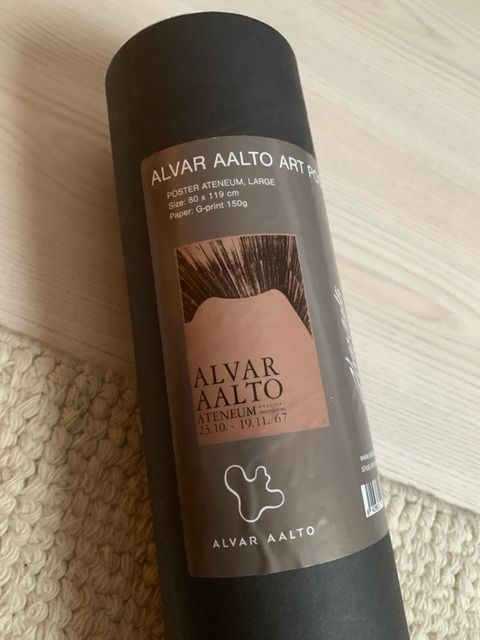 ALVAR AALTO ART
POSTER ATENEUM, LARGE
Size: 80 x 119 cm
Paper: G-print 150g
ALVAR
AALTO
ATENEUM
23.10. - 19.11. 67
ALVAR AALTO